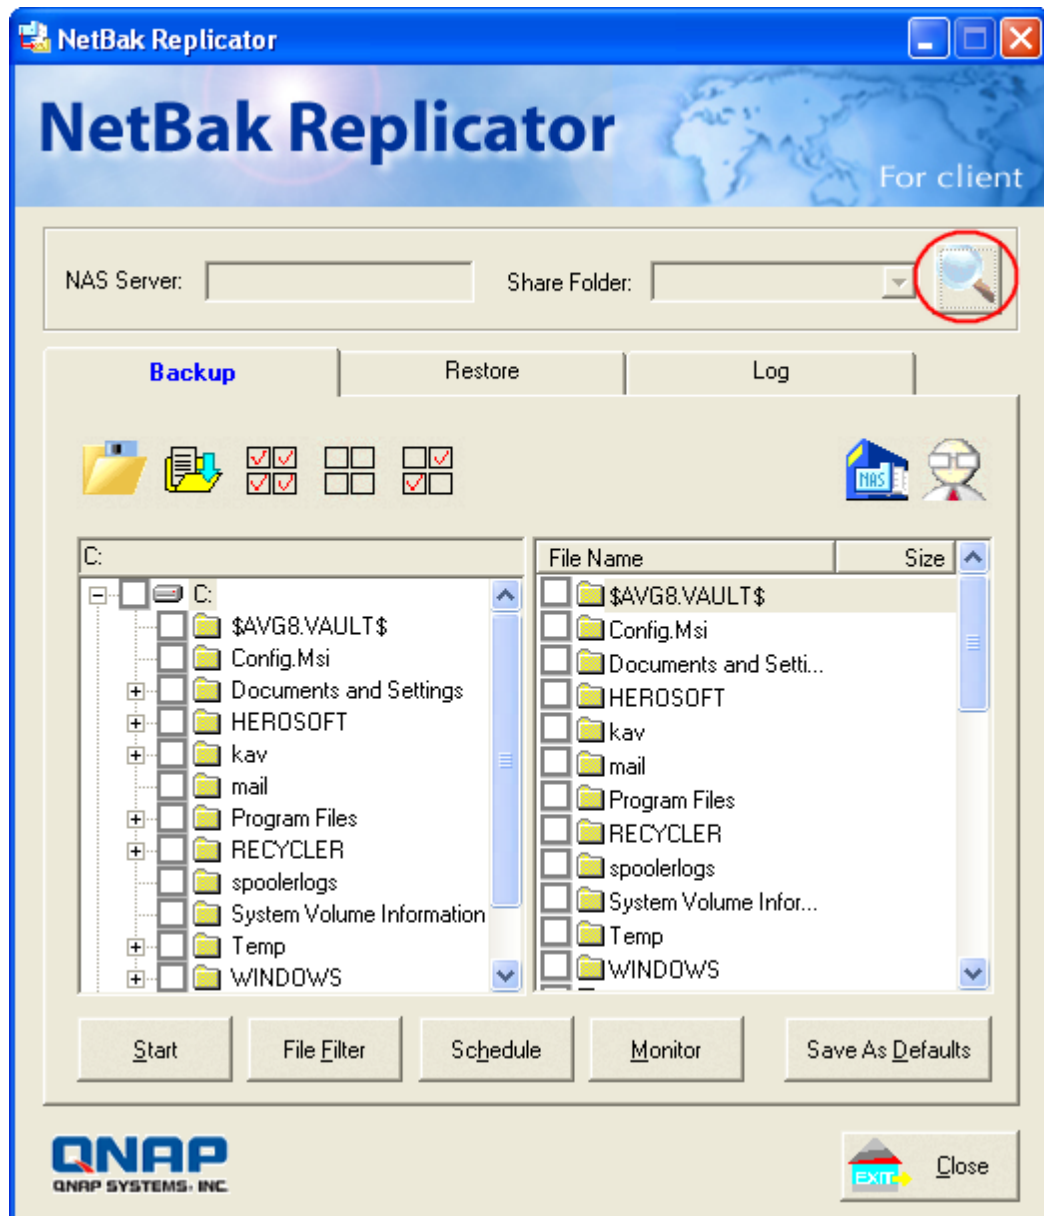 NetBak Replicator
NetBak Replicator
For client
NAS Server:
Share Folder:
Backup
Restore
Log
NAS
C:
C:
$AVG8.VAULT$
Config.Msi
Documents and Settings
HEROSOFT
kav
mail
Program Files
RECYCLER
spoolerlogs
System Volume Information
Temp
WINDOWS
File Name
Size
$AVG8.VAULT$
Config.Msi
Documents and Setti...
HEROSOFT
kav
mail
Program Files
RECYCLER
spoolerlogs
System Volume Infor...
Temp
WINDOWS
Start
File Filter
Schedule
Monitor
Save As Defaults
QNAP
QNAP SYSTEMS, INC.
EXIT
Close